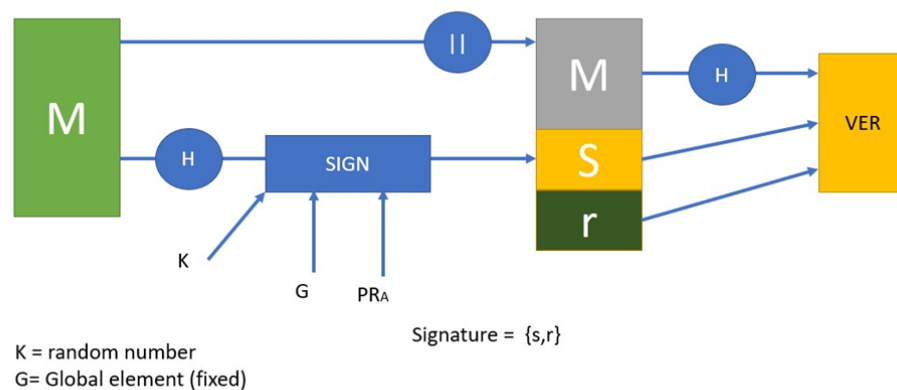 ||
M
M
H
VER
H
SIGN
S
r
K
G
PRA
Signature = {s,r}
K = random number
G= Global element (fixed)